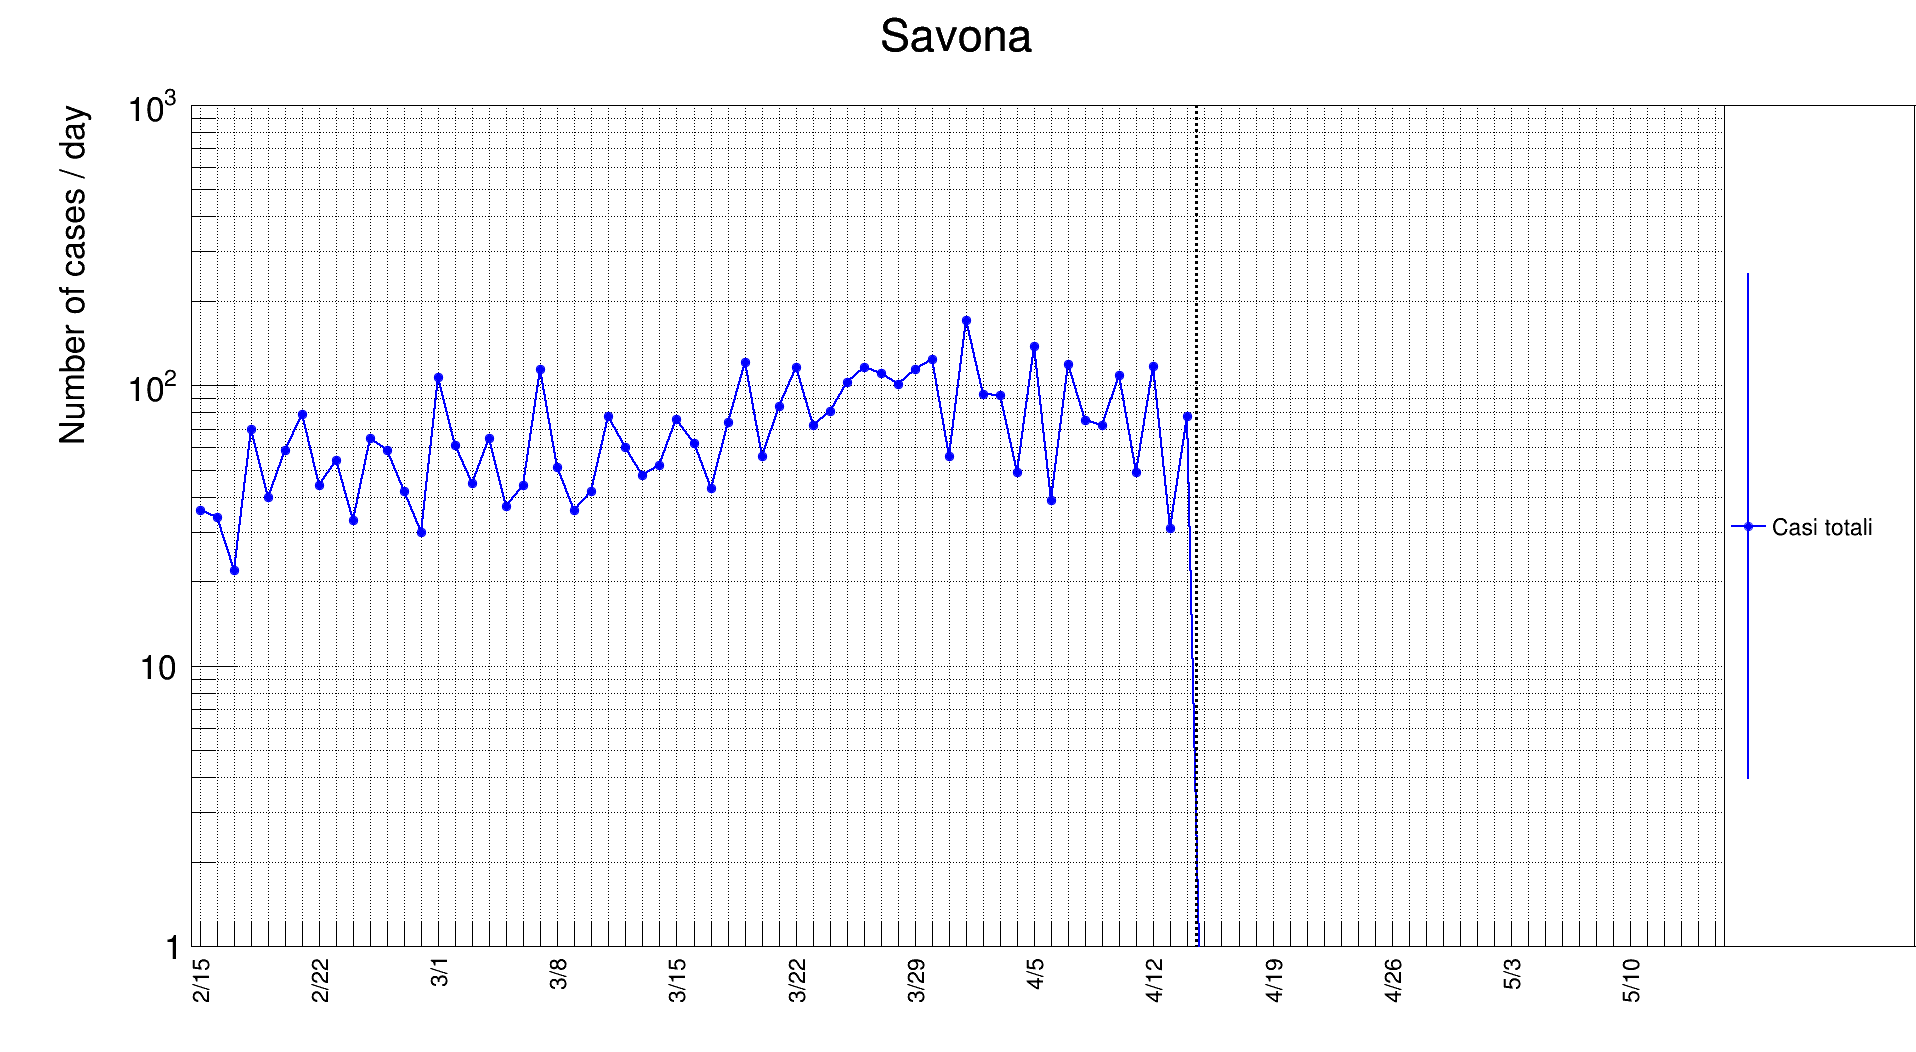 Savona
Number of cases / day
10³
10²
10
1
2/15 2/22 3/1 3/8 3/15 3/22 3/29 4/5 4/12 4/19 4/26 5/3 5/10
Casi totali